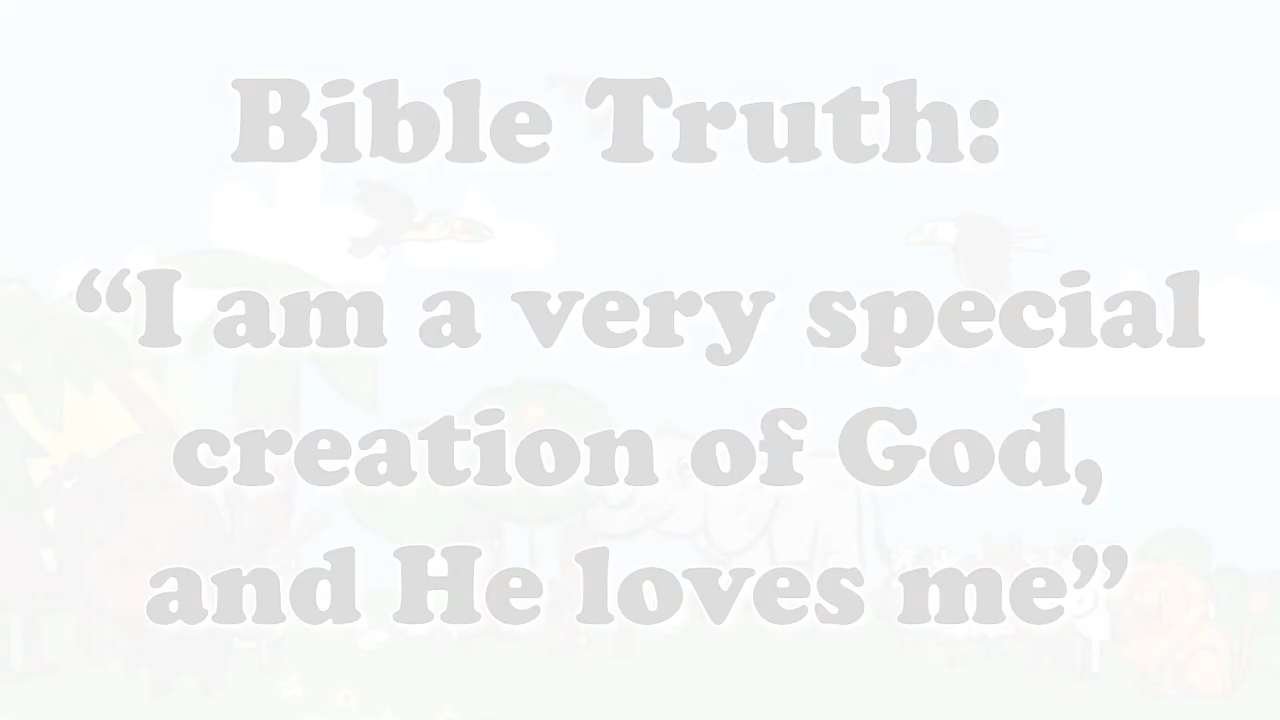 Bible Truth:
“I am a very special
creation of God,
and He loves me”